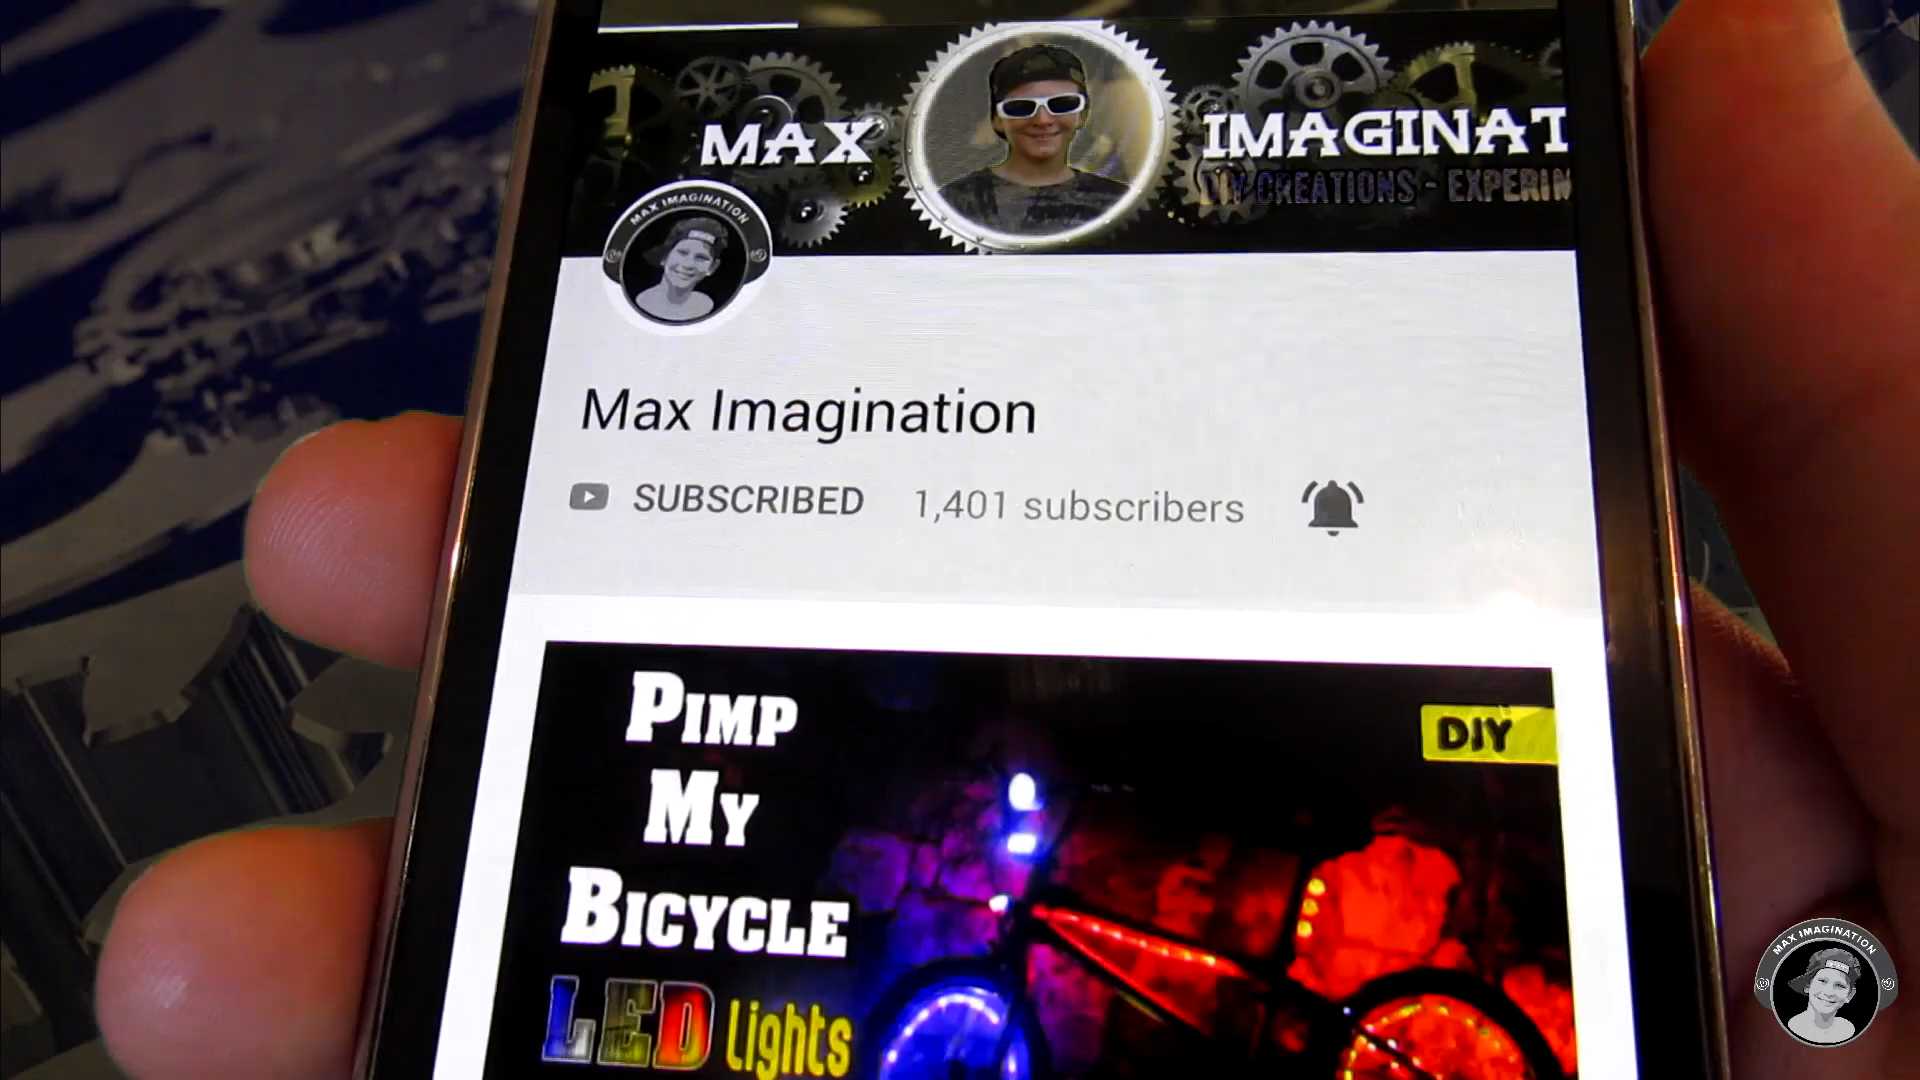 MAX IMAGINAT
DIY CREATIONS - EXPERIM
MAX IMAGINATION
Max Imagination
SUBSCRIBED 1,401 subscribers
PIMP
MY
BICYCLE
LED lights
DIY
MAX IMAGINATION